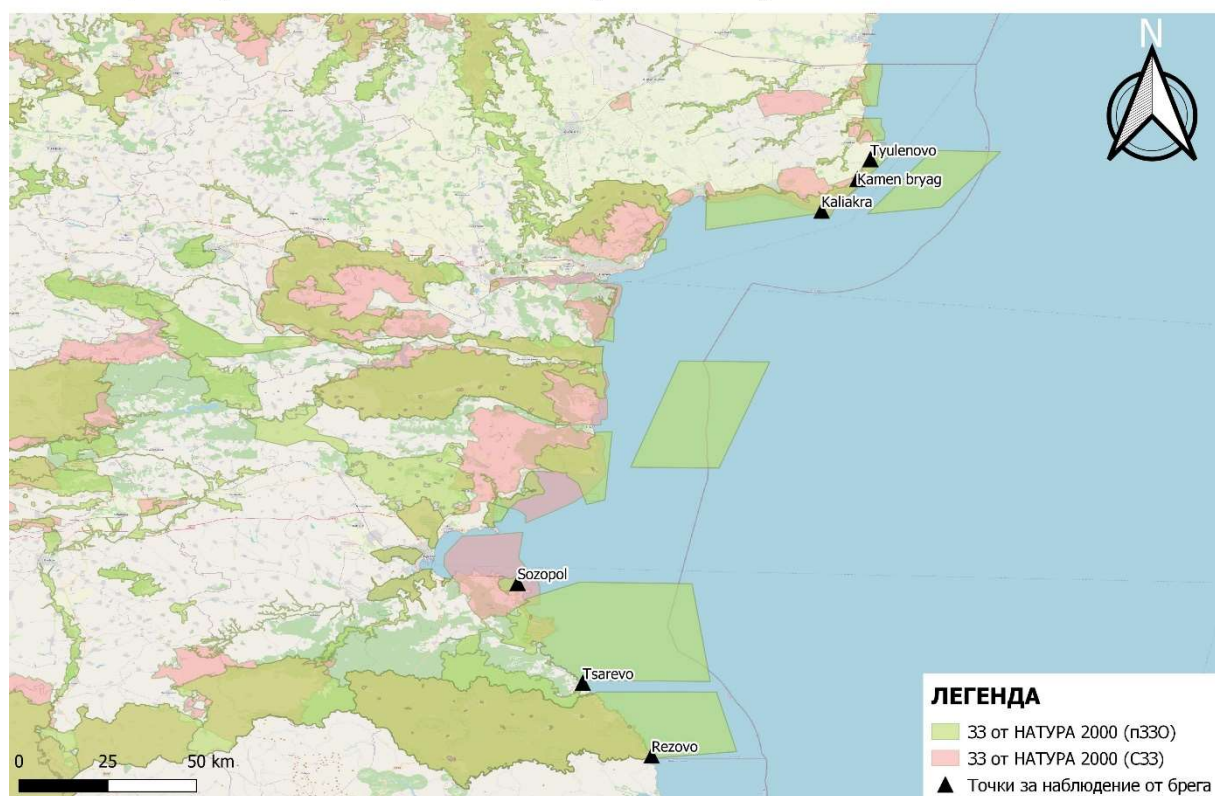 N
Tyulenovo
Kamen bryag
Kaliakra
Sozopol
Tsarevo
Rezovo
0 25 50 km
ЛЕГЕНДА
ЗЗ от НАТУРА 2000 (пЗЗО)
ЗЗ от НАТУРА 2000 (СЗЗ)
Точки за наблюдение от брега